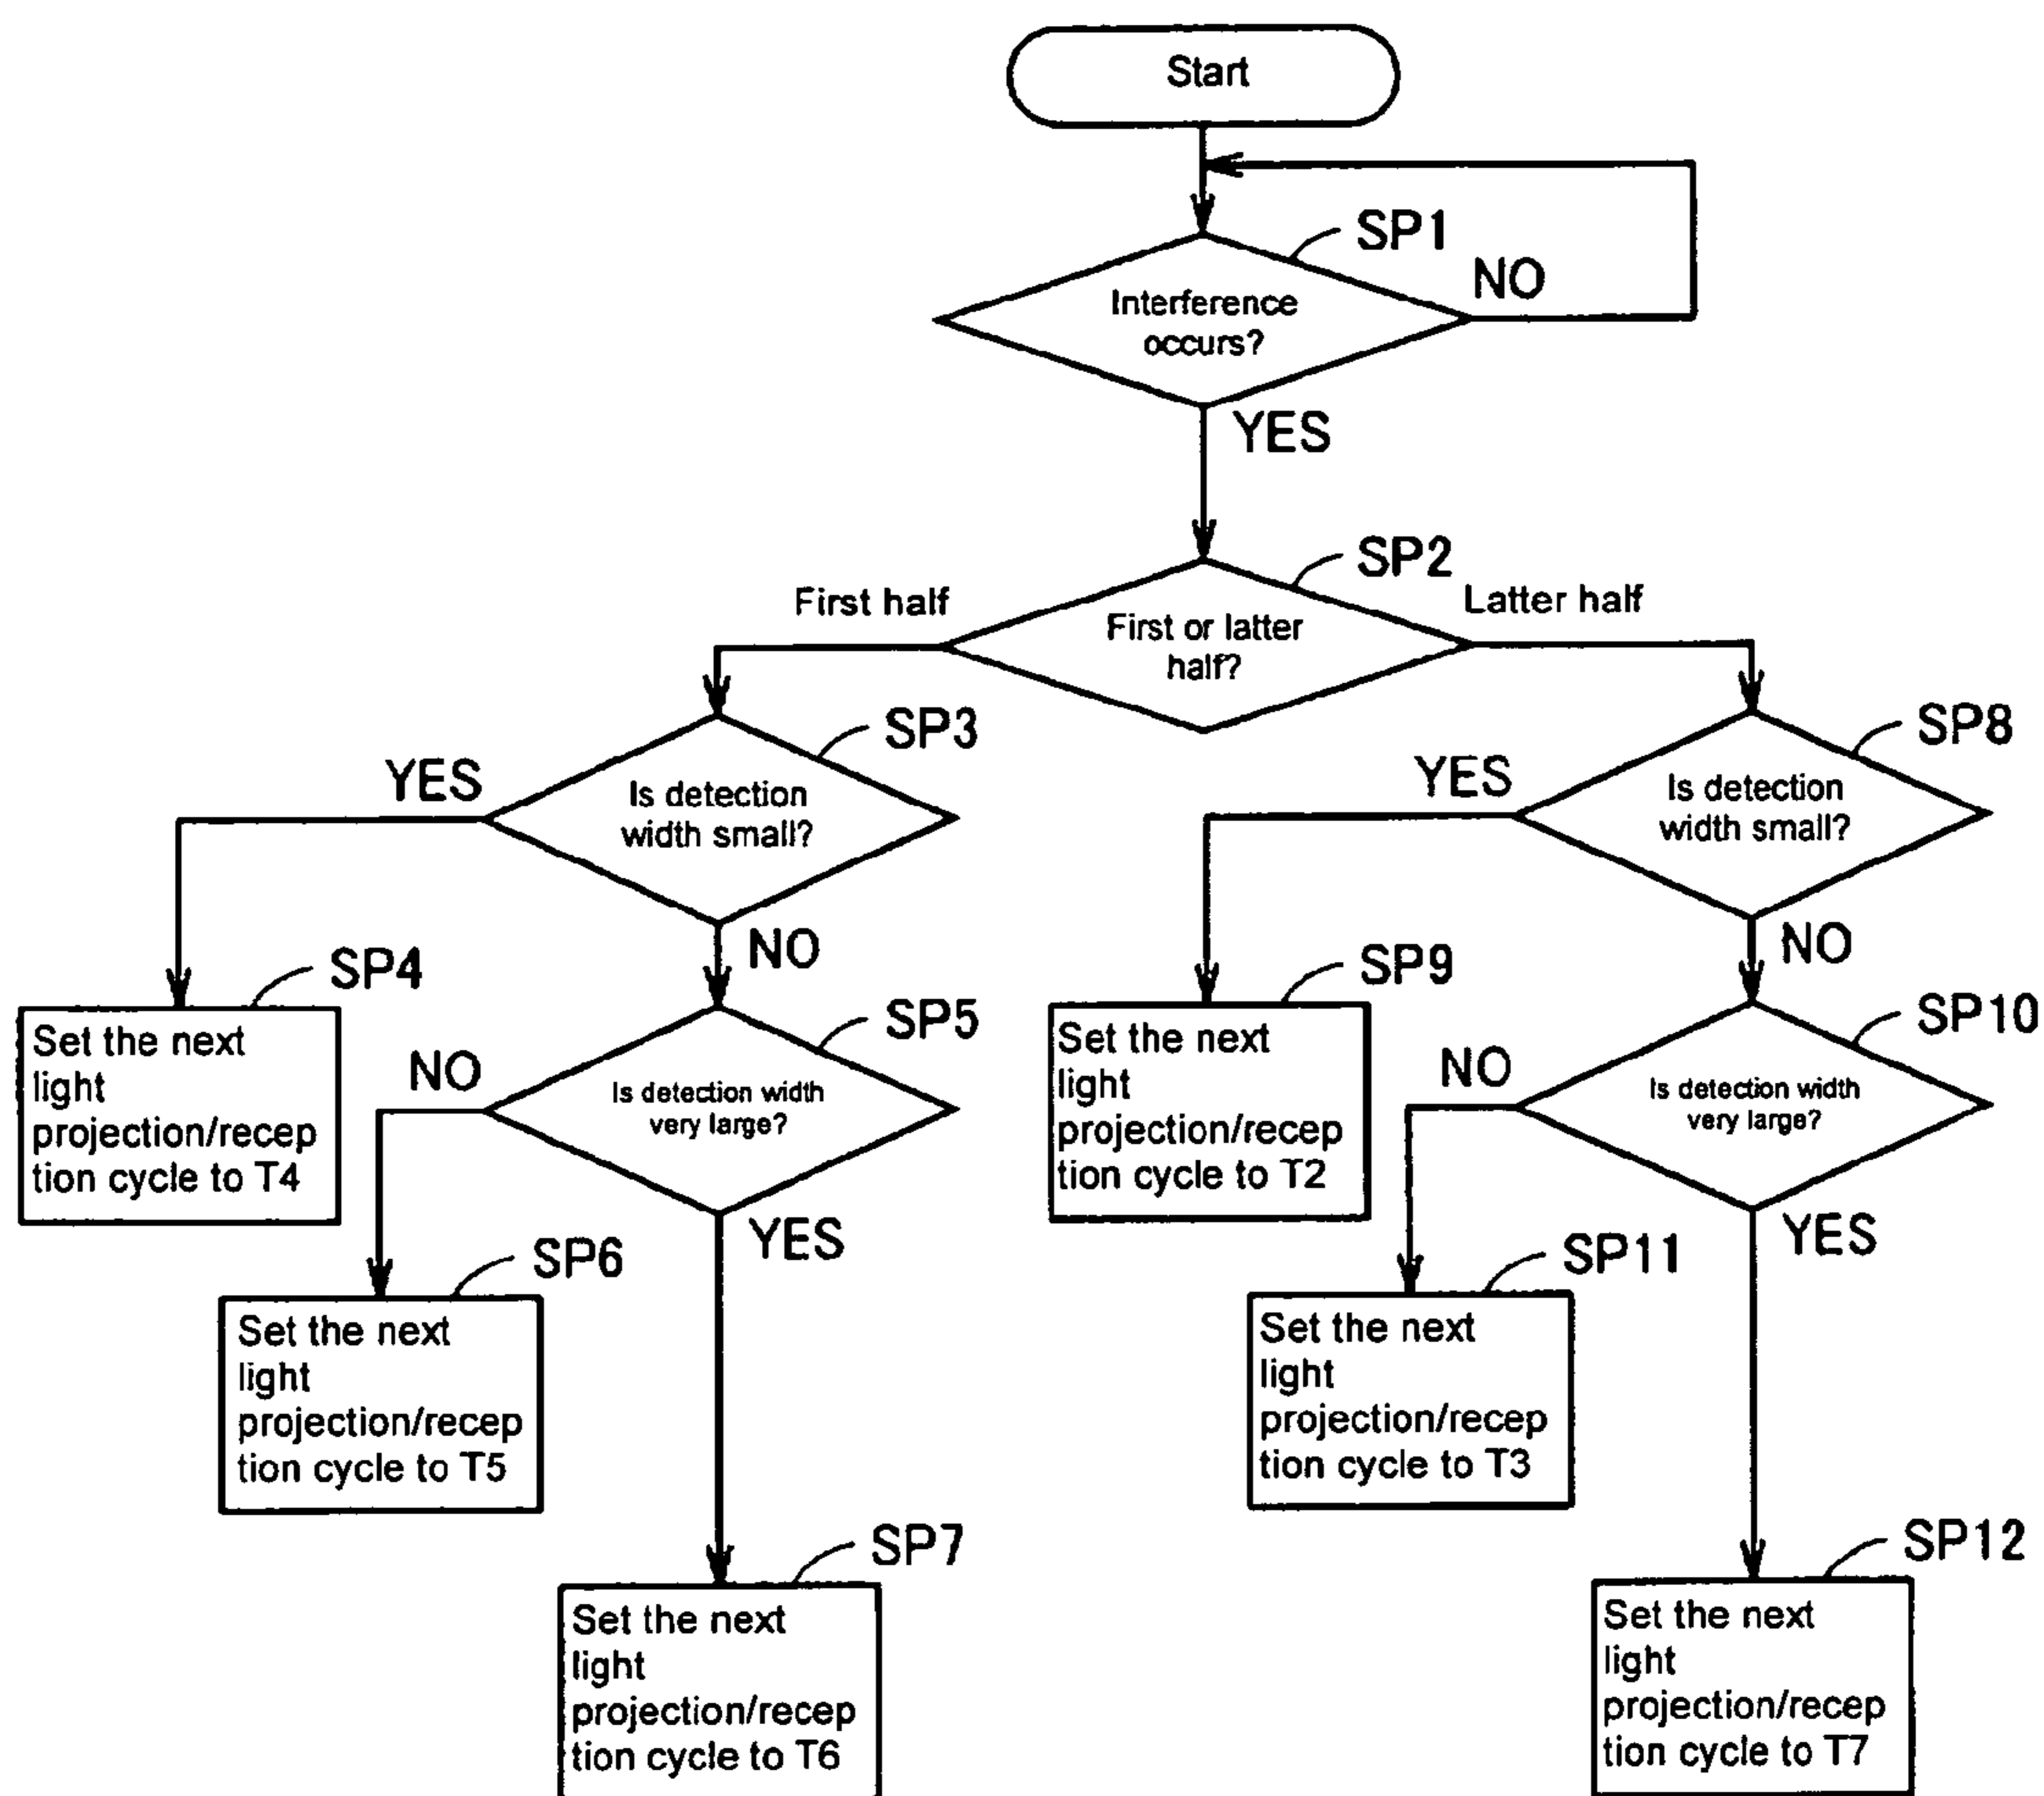 Start
SP1
NO
Interference
occurs?
YES
SP2
First half
Latter half
First or latter
half?
SP3
YES
Is detection
width small?
NO
SP8
YES
Is detection
width small?
NO
SP4
Set the next
light
projection/recep
tion cycle to T4
SP5
NO
Is detection width
very large?
YES
SP9
Set the next
light
projection/recep
tion cycle to T2
SP10
NO
Is detection width
very large?
YES
SP6
Set the next
light
projection/recep
tion cycle to T5
SP11
Set the next
light
projection/recep
tion cycle to T3
SP7
Set the next
light
projection/recep
tion cycle to T6
SP12
Set the next
light
projection/recep
tion cycle to T7